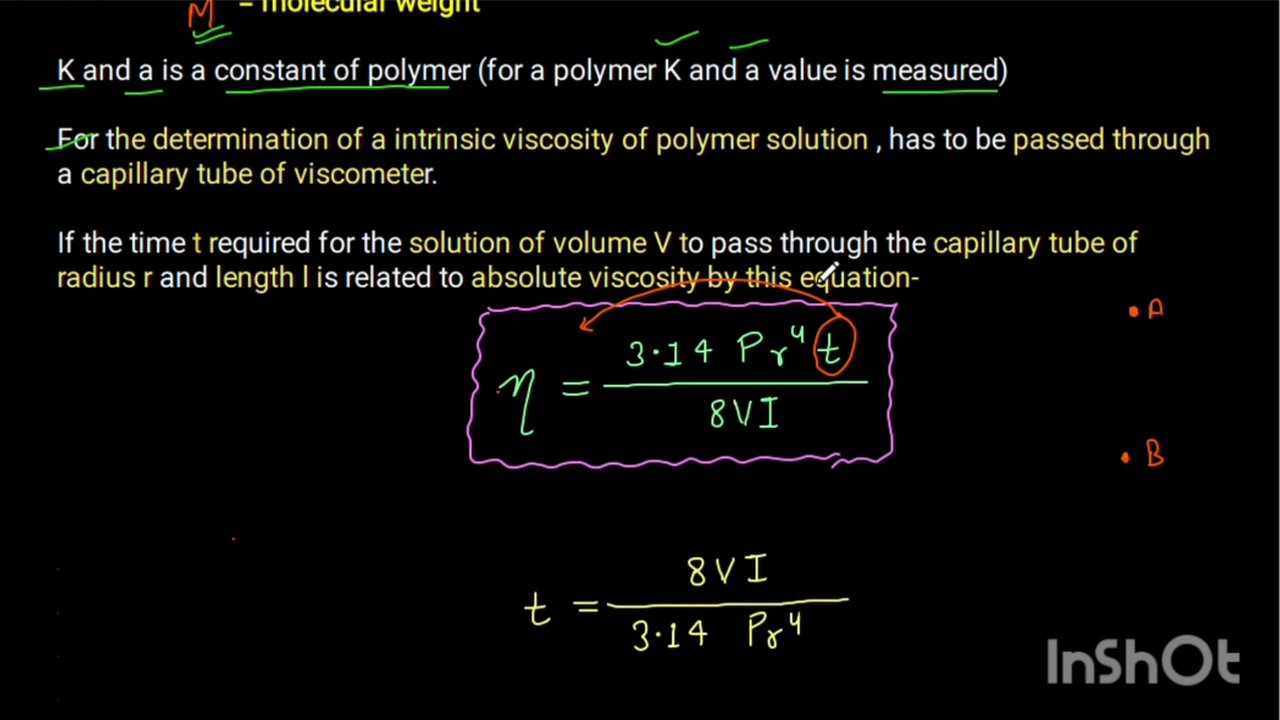 M = molecular weight
K and a is a constant of polymer (for a polymer K and a value is measured)
For the determination of a intrinsic viscosity of polymer solution , has to be passed through
a capillary tube of viscometer.
If the time t required for the solution of volume V to pass through the capillary tube of
radius r and length l is related to absolute viscosity by this equation-
A
η = 3.14 Pr⁴ t / 8VI
B
t = 8VI / 3.14 Pr⁴
InShOt